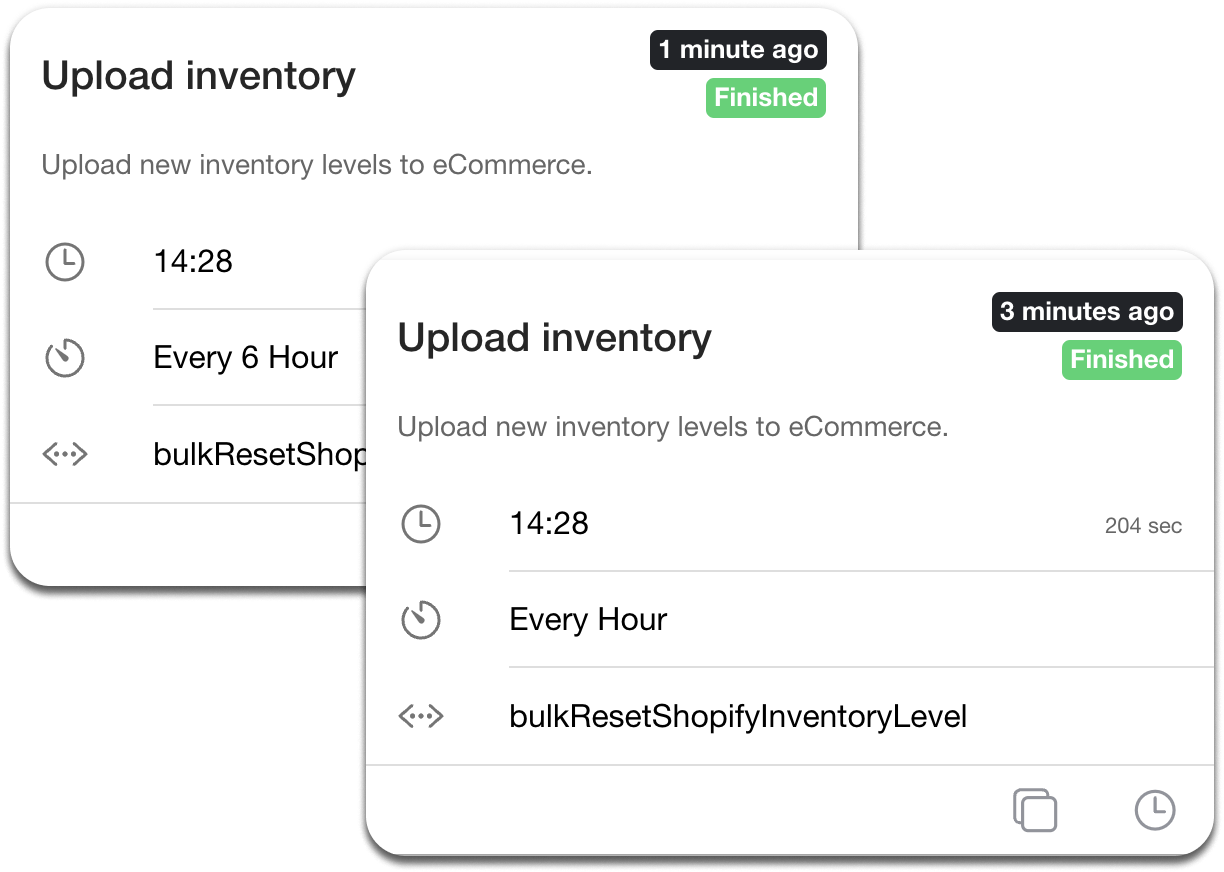 Upload inventory
1 minute ago
Finished
Upload new inventory levels to eCommerce.
14:28
Every 6 Hour
bulkResetShop
Upload inventory
3 minutes ago
Finished
Upload new inventory levels to eCommerce.
14:28
204 sec
Every Hour
bulkResetShopifyInventoryLevel